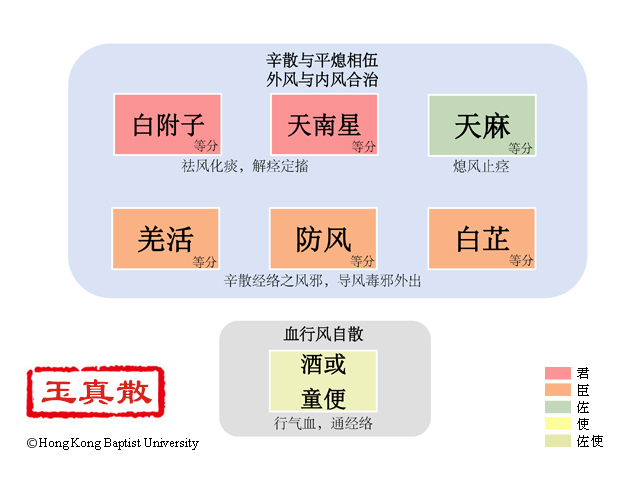 辛散与平熄相伍
外风与内风合治
白附子 等分
天南星 等分
天麻 等分
祛风化痰，解痉定搐
熄风止痉
羌活 等分
防风 等分
白芷 等分
辛散经络之风邪，导风毒邪外出
血行风自散
酒或
童便
行气血，通经络
玉真散
©Hong Kong Baptist University
君
臣
佐
使
佐使